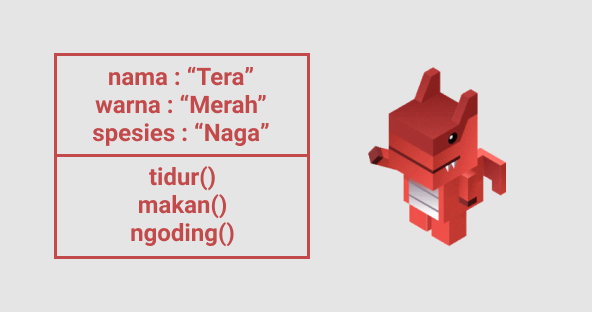 nama : “Tera”
warna : “Merah”
spesies : “Naga”
tidur()
makan()
ngoding()